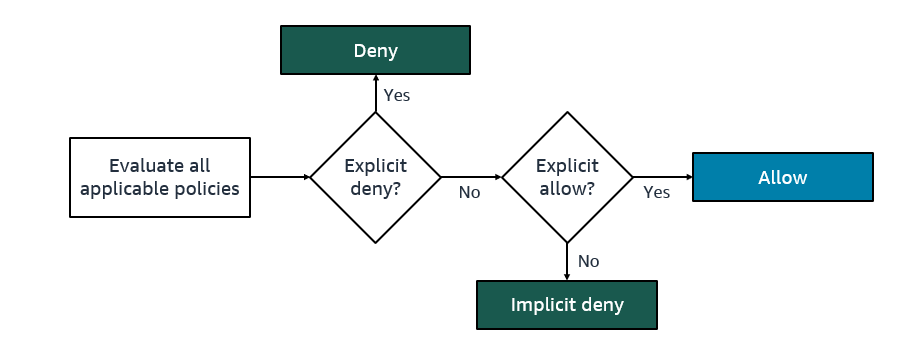 Deny
Yes
Evaluate all
applicable policies
Explicit
deny?
No
Explicit
allow?
Yes
Allow
No
Implicit deny